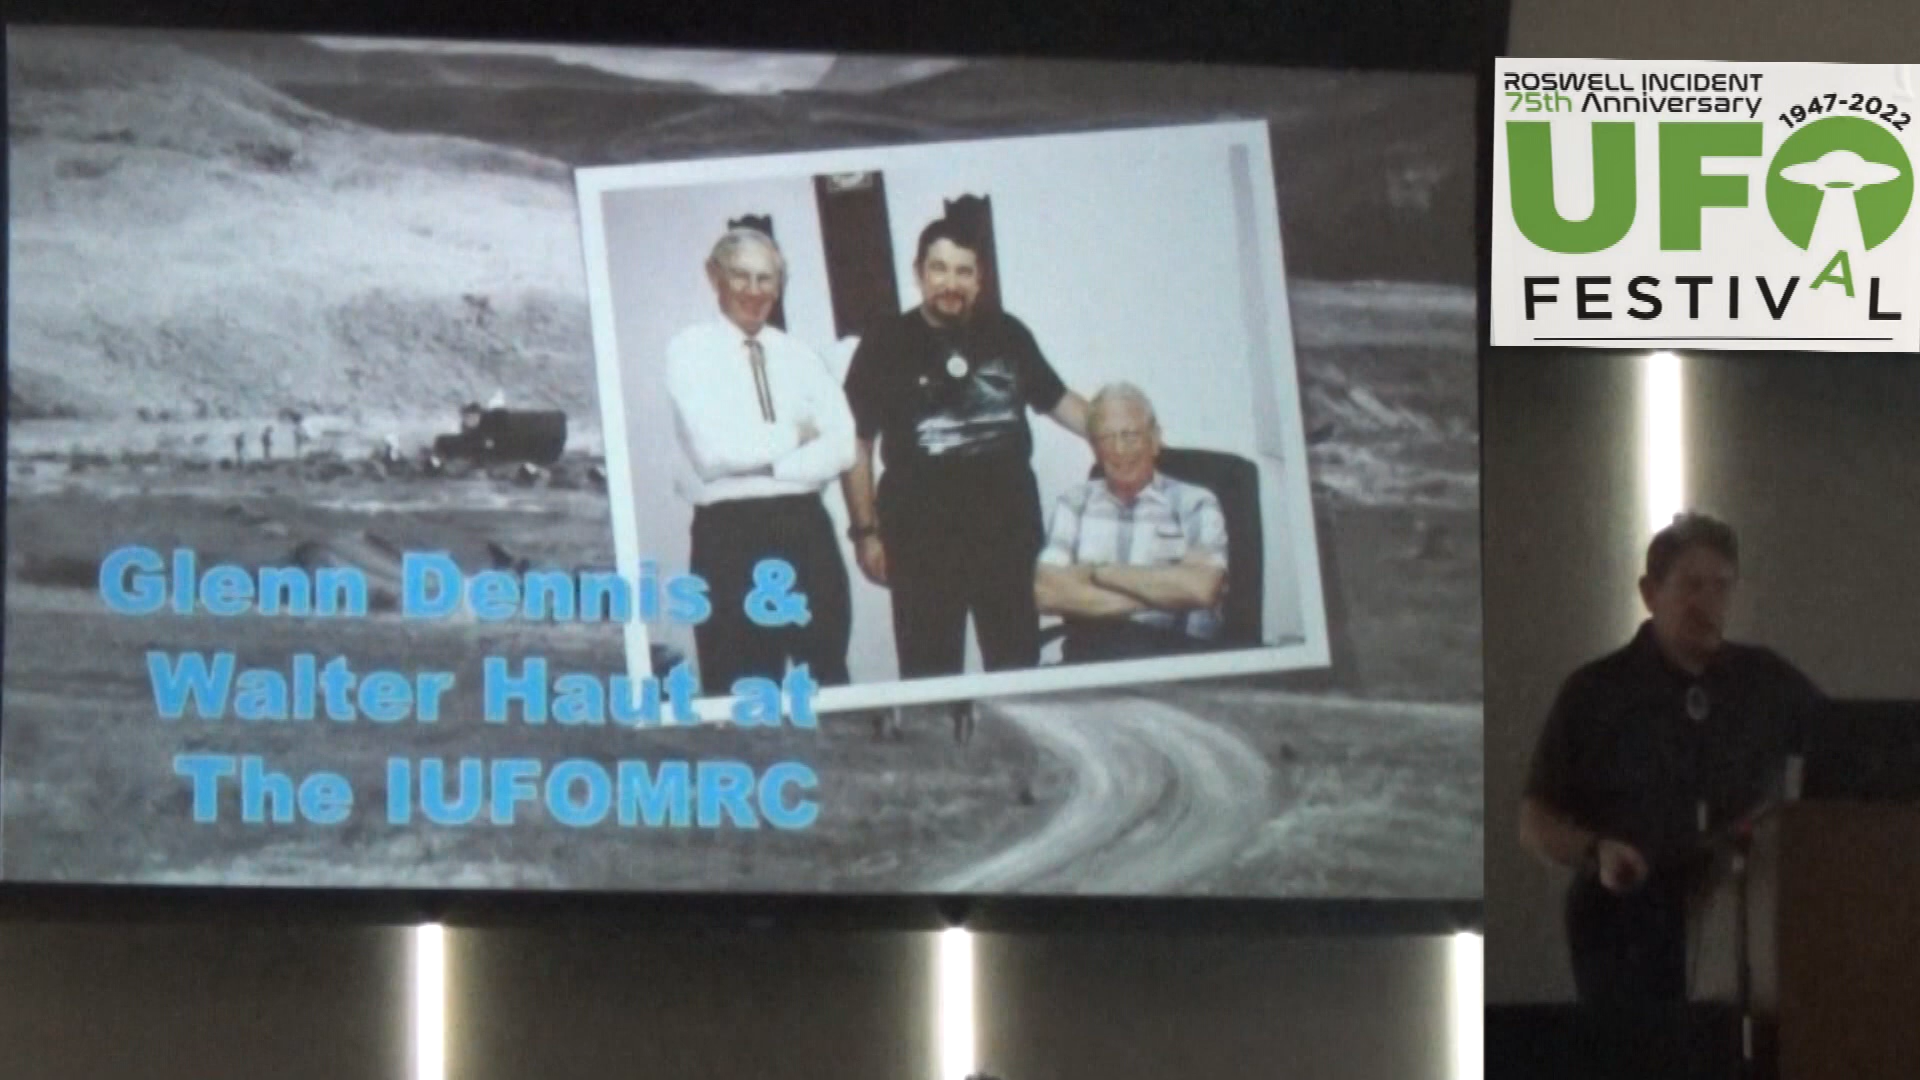 Glenn Dennis &
Walter Haut at
The IUFOMRC
ROSWELL INCIDENT
75th Anniversary
1947-2022
UFO
FESTIVAL